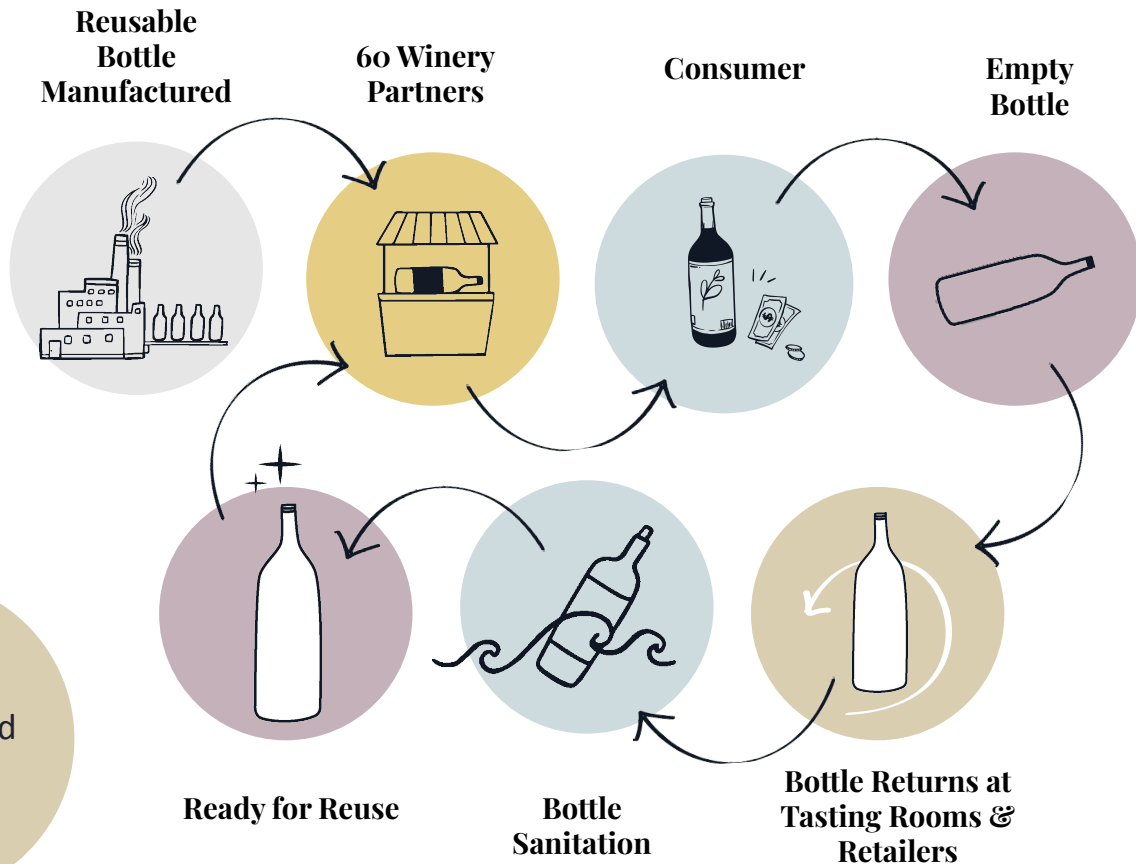 Reusable
Bottle
Manufactured
60 Winery
Partners
Consumer
Empty
Bottle
d
Ready for Reuse
Bottle
Sanitation
Bottle Returns at
Tasting Rooms &
Retailers